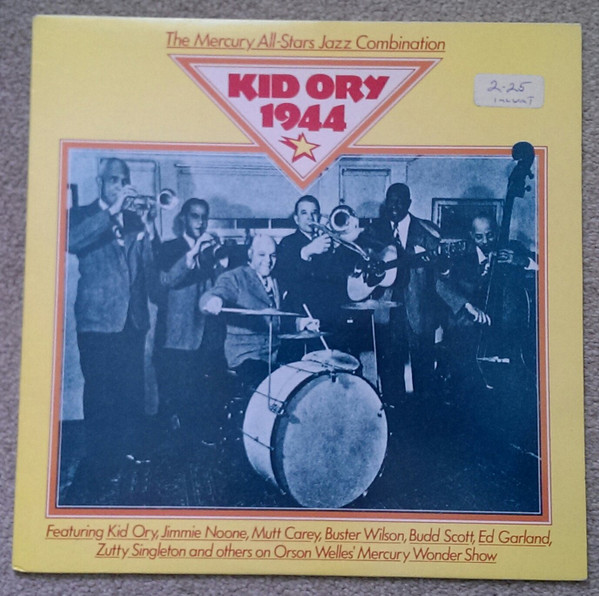 The Mercury All-Stars Jazz Combination
KID ORY
1944
2-25
Featuring Kid Ory, Jimmie Noone, Mutt Carey, Buster Wilson, Budd Scott, Ed Garland,
Zutty Singleton and others on Orson Welles' Mercury Wonder Show